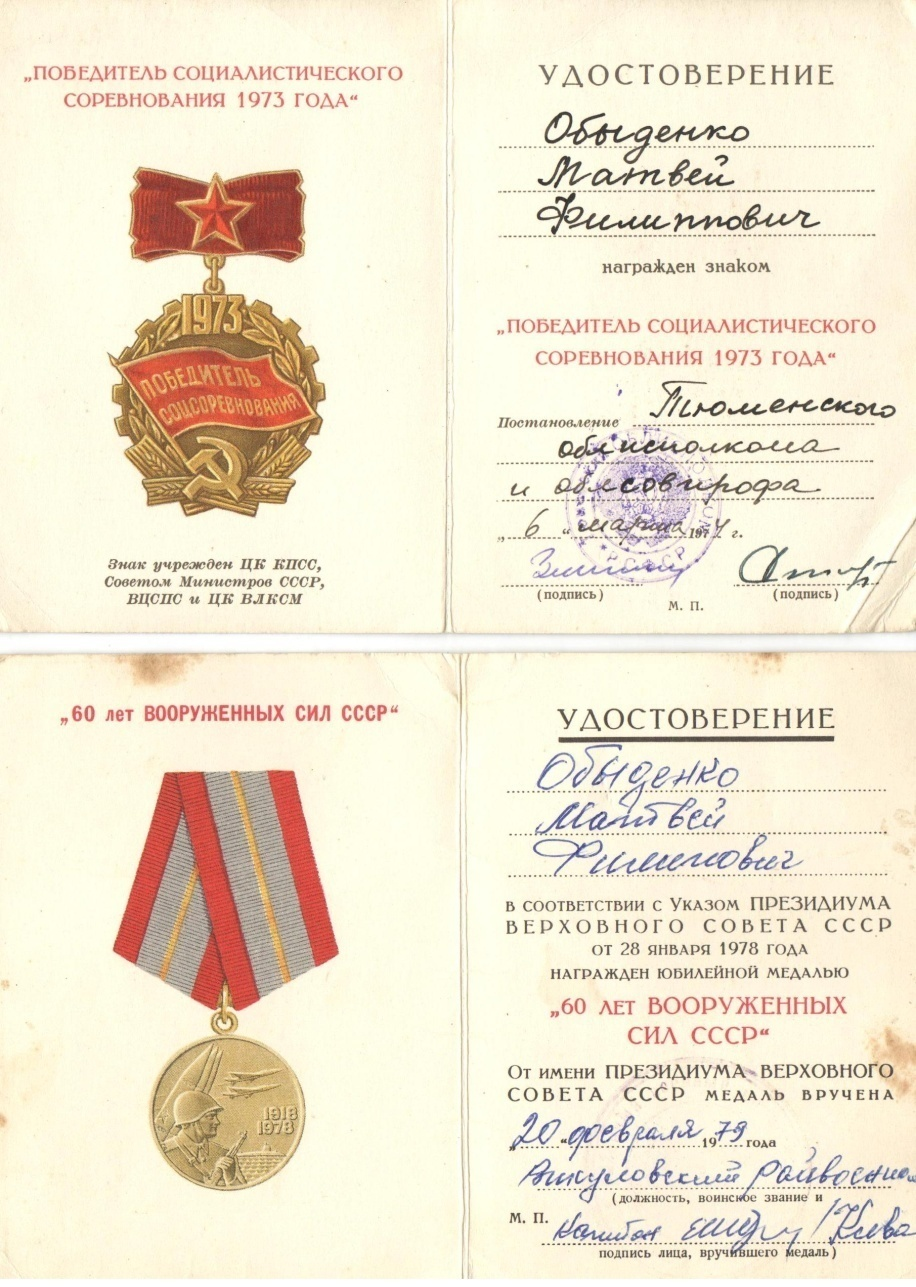 „ПОБЕДИТЕЛЬ СОЦИАЛИСТИЧЕСКОГО
СОРЕВНОВАНИЯ 1973 ГОДА“
1973
ПОБЕДИТЕЛЬ
СОЦСОРЕВНОВАНИЯ
Знак учрежден ЦК КПСС,
Советом Министров СССР,
ВЦСПС и ЦК ВЛКСМ
УДОСТОВЕРЕНИЕ
Обыденко
Матвей
Филиппович
награжден знаком
„ПОБЕДИТЕЛЬ СОЦИАЛИСТИЧЕСКОГО
СОРЕВНОВАНИЯ 1973 ГОДА“
Постановление Тюменского
облисполкома
и облсовпрофа
„6“ марта 1974 г.
(подпись) (подпись)
М. П.
„60 лет ВООРУЖЕННЫХ СИЛ СССР“
1918
1978
УДОСТОВЕРЕНИЕ
Обыденко
Матвей
Филипович
В СООТВЕТСТВИИ С УКАЗОМ ПРЕЗИДИУМА
ВЕРХОВНОГО СОВЕТА СССР
ОТ 28 ЯНВАРЯ 1978 ГОДА
НАГРАЖДЕН ЮБИЛЕЙНОЙ МЕДАЛЬЮ
„60 ЛЕТ ВООРУЖЕННЫХ
СИЛ СССР“
ОТ ИМЕНИ ПРЕЗИДИУМА ВЕРХОВНОГО
СОВЕТА СССР МЕДАЛЬ ВРУЧЕНА
„20“ февраля 1979 года
(должность, воинское звание и
М. П.
подпись лица, вручившего медаль)